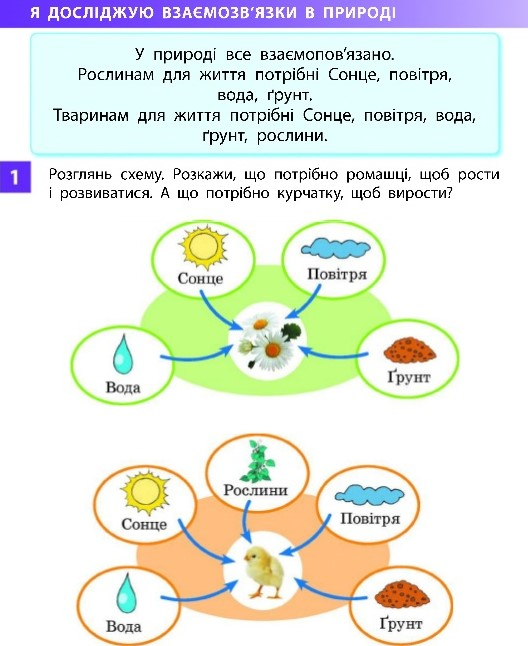 Я ДОСЛІДЖУЮ ВЗАЄМОЗВ'ЯЗКИ В ПРИРОДІ
У природі все взаємопов'язано.
Рослинам для життя потрібні Сонце, повітря,
вода, ґрунт.
Тваринам для життя потрібні Сонце, повітря, вода,
ґрунт, рослини.
1 Розглянь схему. Розкажи, що потрібно ромашці, щоб рости
і розвиватися. А що потрібно курчатку, щоб вирости?
Сонце
Повітря
Вода
Ґрунт
Рослини
Сонце
Повітря
Вода
Ґрунт